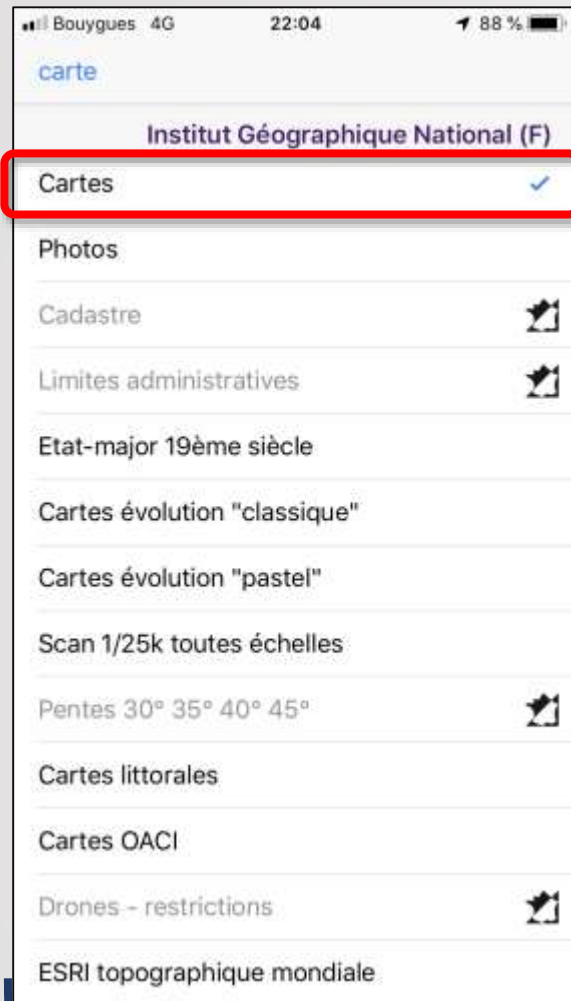 Bouygues 4G 22:04 88 %
carte
Institut Géographique National (F)
Cartes
Photos
Cadastre
Limites administratives
Etat-major 19ème siècle
Cartes évolution "classique"
Cartes évolution "pastel"
Scan 1/25k toutes échelles
Pentes 30° 35° 40° 45°
Cartes littorales
Cartes OACI
Drones - restrictions
ESRI topographique mondiale